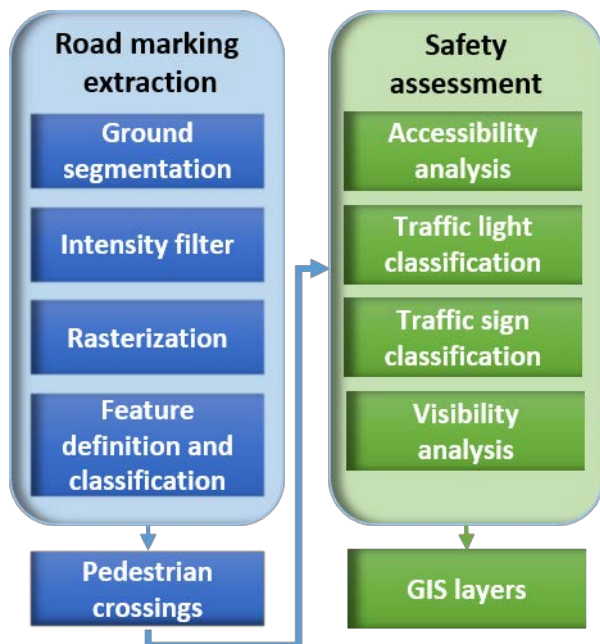 Road marking
extraction
Ground
segmentation
Intensity filter
Rasterization
Feature
definition and
classification
Pedestrian
crossings
Safety
assessment
Accessibility
analysis
Traffic light
classification
Traffic sign
classification
Visibility
analysis
GIS layers